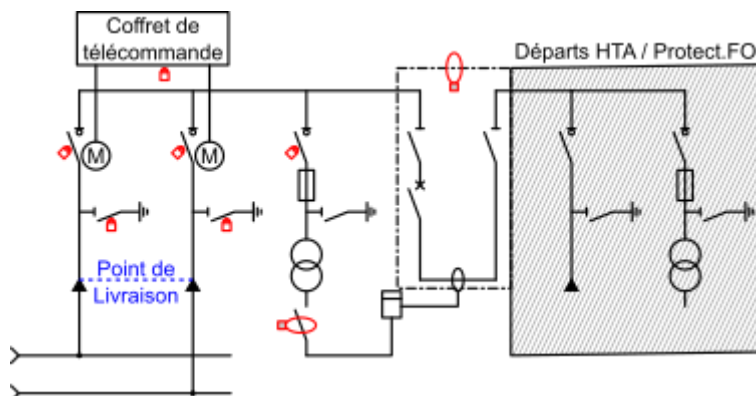 Coffret de
télécommande
Départs HTA / Protect.FO
M
M
Point de
Livraison